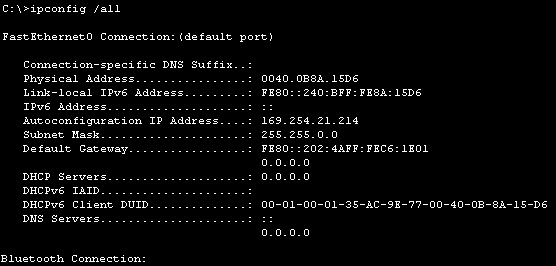 C:\>ipconfig /all
FastEthernet0 Connection:(default port)
Connection-specific DNS Suffix..:
Physical Address................: 0040.0B8A.15D6
Link-local IPv6 Address.........: FE80::240:BFF:FE8A:15D6
IPv6 Address....................: ::
Autoconfiguration IP Address....: 169.254.21.214
Subnet Mask.....................: 255.255.0.0
Default Gateway.................: FE80::202:4AFF:FEC6:1E01
0.0.0.0
DHCP Servers....................: 0.0.0.0
DHCPv6 IAID.....................:
DHCPv6 Client DUID..............: 00-01-00-01-35-AC-9E-77-00-40-0B-8A-15-D6
DNS Servers.....................: ::
0.0.0.0
Bluetooth Connection: